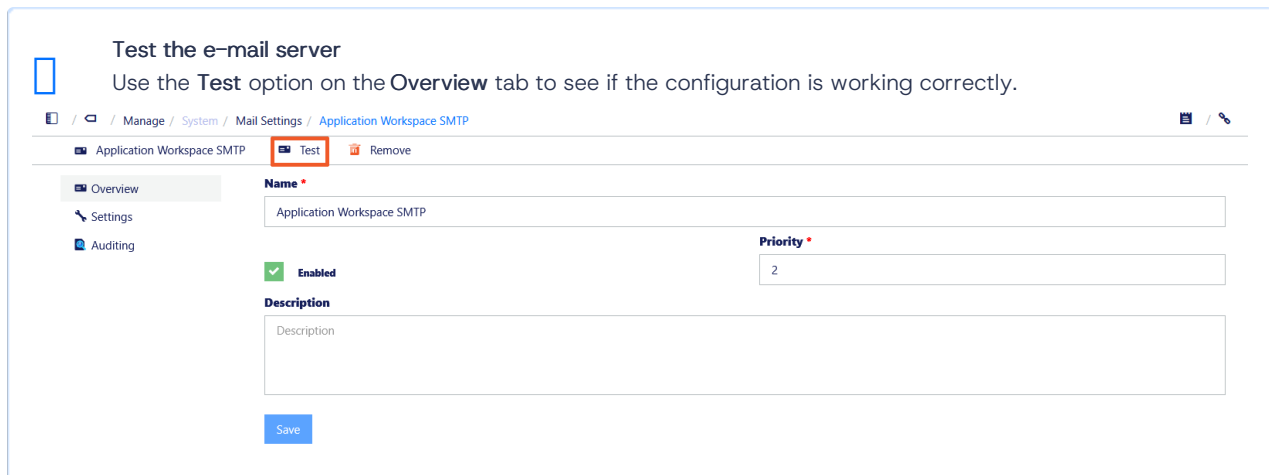 Test the e-mail server
Use the Test option on the Overview tab to see if the configuration is working correctly.
/ / Manage / System / Mail Settings / Application Workspace SMTP /
Application Workspace SMTP Test Remove
Overview
Settings
Auditing
Name *
Application Workspace SMTP
Priority *
Enabled
2
Description
Description
Save